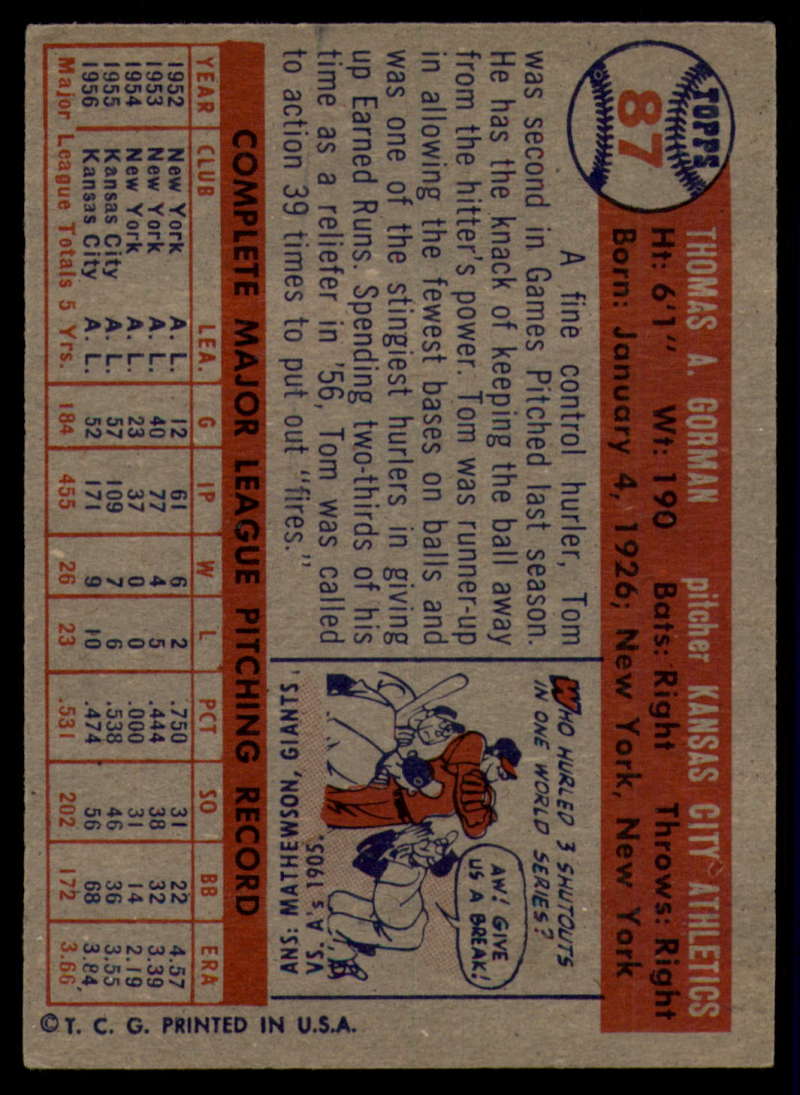 TOPPS
87
THOMAS A. GORMAN pitcher KANSAS CITY ATHLETICS
Ht: 6'1" Wt: 190 Bats: Right Throws: Right
Born: January 4, 1926; New York, New York
A fine control hurler, Tom
was second in Games Pitched last season.
He has the knack of keeping the ball away
from the hitter's power. Tom was runner-up
in allowing the fewest bases on balls and
was one of the stingiest hurlers in giving
up Earned Runs. Spending two-thirds of his
time as a reliefer in '56, Tom was called
to action 39 times to put out "fires."
WHO HURLED 3 SHUTOUTS
IN ONE WORLD SERIES?
AW! GIVE
US A BREAK!
ANS: MATHEWSON, GIANTS,
VS. A's 1905.
COMPLETE MAJOR LEAGUE PITCHING RECORD
YEAR CLUB LEA. G IP W L PCT SO BB ERA
1952 New York A. L. 12 61 6 2 .750 31 22 4.57
1953 New York A. L. 40 77 4 5 .444 38 32 3.39
1954 New York A. L. 23 37 0 0 .000 31 14 2.19
1955 Kansas City A. L. 57 109 7 6 .538 46 36 3.55
1956 Kansas City A. L. 52 171 9 10 .474 56 68 3.84
Major League Totals 5 Yrs. 184 455 26 23 .531 202 172 3.66
© T. C. G. PRINTED IN U.S.A.